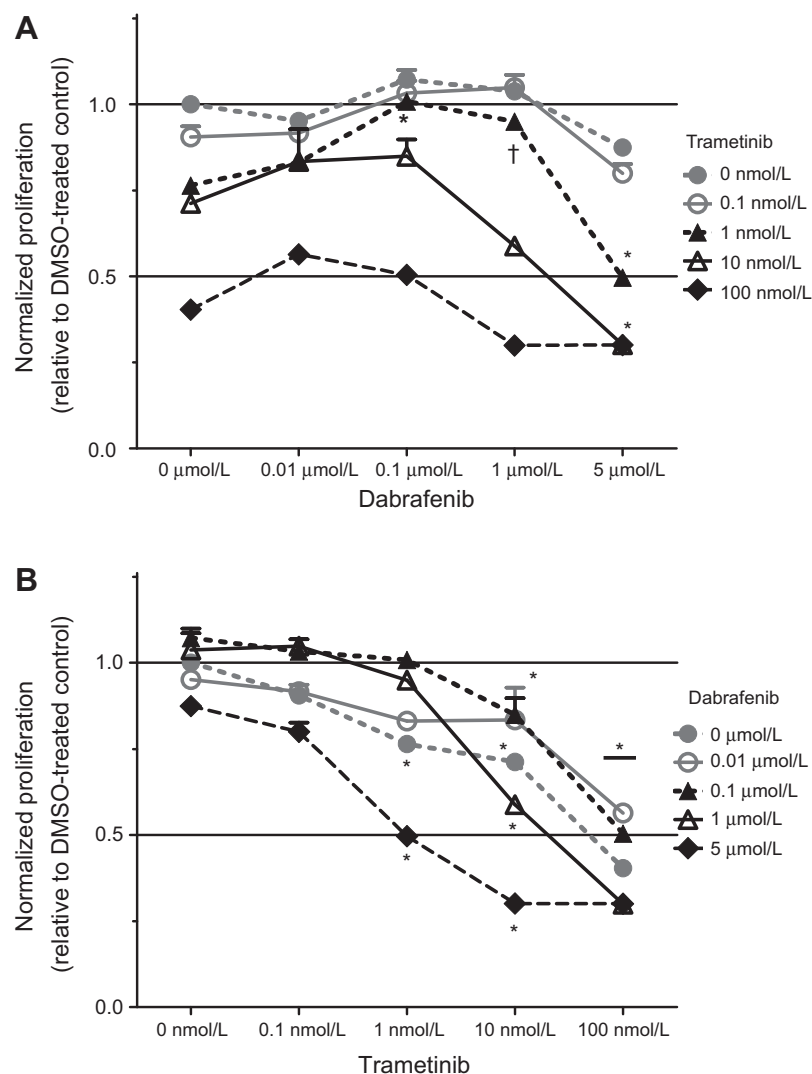 A
Normalized proliferation
(relative to DMSO-treated control)
1.0
0.5
0.0
*
†
*
*
0 μmol/L
0.01 μmol/L
0.1 μmol/L
1 μmol/L
5 μmol/L
Dabrafenib
Trametinib
0 nmol/L
0.1 nmol/L
1 nmol/L
10 nmol/L
100 nmol/L
B
Normalized proliferation
(relative to DMSO-treated control)
1.0
0.5
0.0
*
*
*
*
*
*
*
0 nmol/L
0.1 nmol/L
1 nmol/L
10 nmol/L
100 nmol/L
Trametinib
Dabrafenib
0 μmol/L
0.01 μmol/L
0.1 μmol/L
1 μmol/L
5 μmol/L